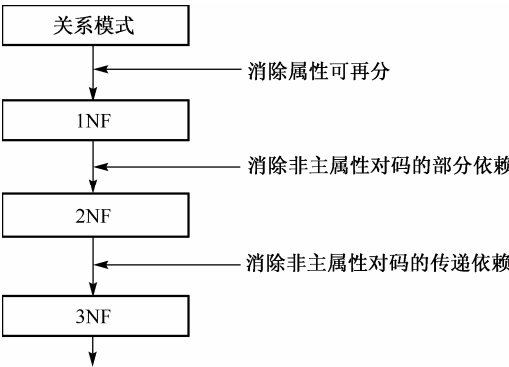 关系模式
消除属性可再分
1NF
消除非主属性对码的部分依赖
2NF
消除非主属性对码的传递依赖
3NF